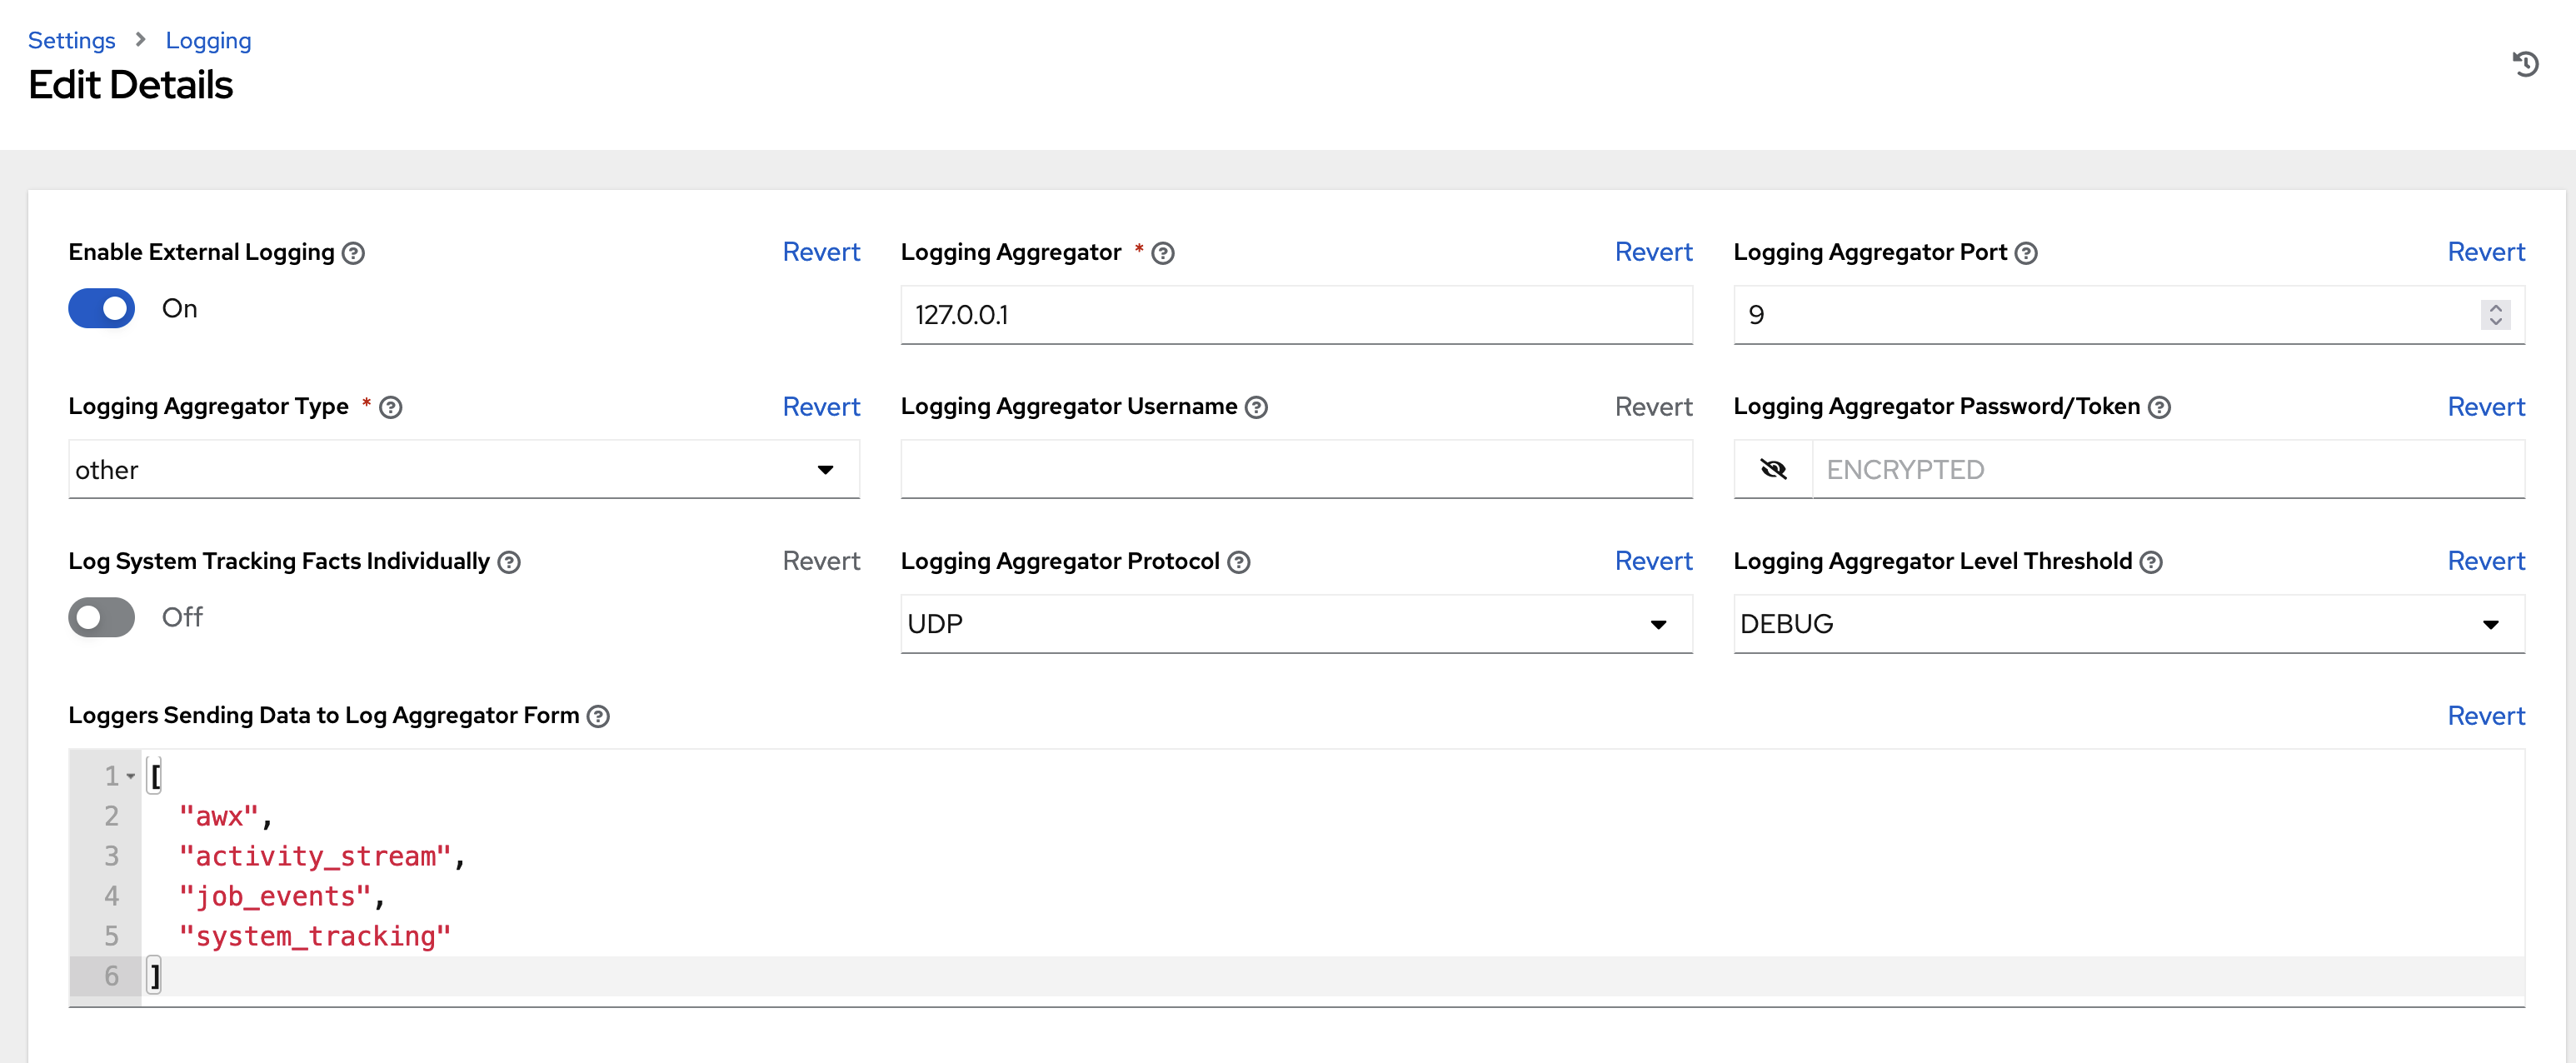 Settings > Logging
Edit Details
Enable External Logging Revert
On
Logging Aggregator * Revert
127.0.0.1
Logging Aggregator Port Revert
9
Logging Aggregator Type * Revert
other
Logging Aggregator Username Revert
Logging Aggregator Password/Token Revert
ENCRYPTED
Log System Tracking Facts Individually Revert
Off
Logging Aggregator Protocol Revert
UDP
Logging Aggregator Level Threshold Revert
DEBUG
Loggers Sending Data to Log Aggregator Form Revert
1 [
2 "awx",
3 "activity_stream",
4 "job_events",
5 "system_tracking"
6 ]